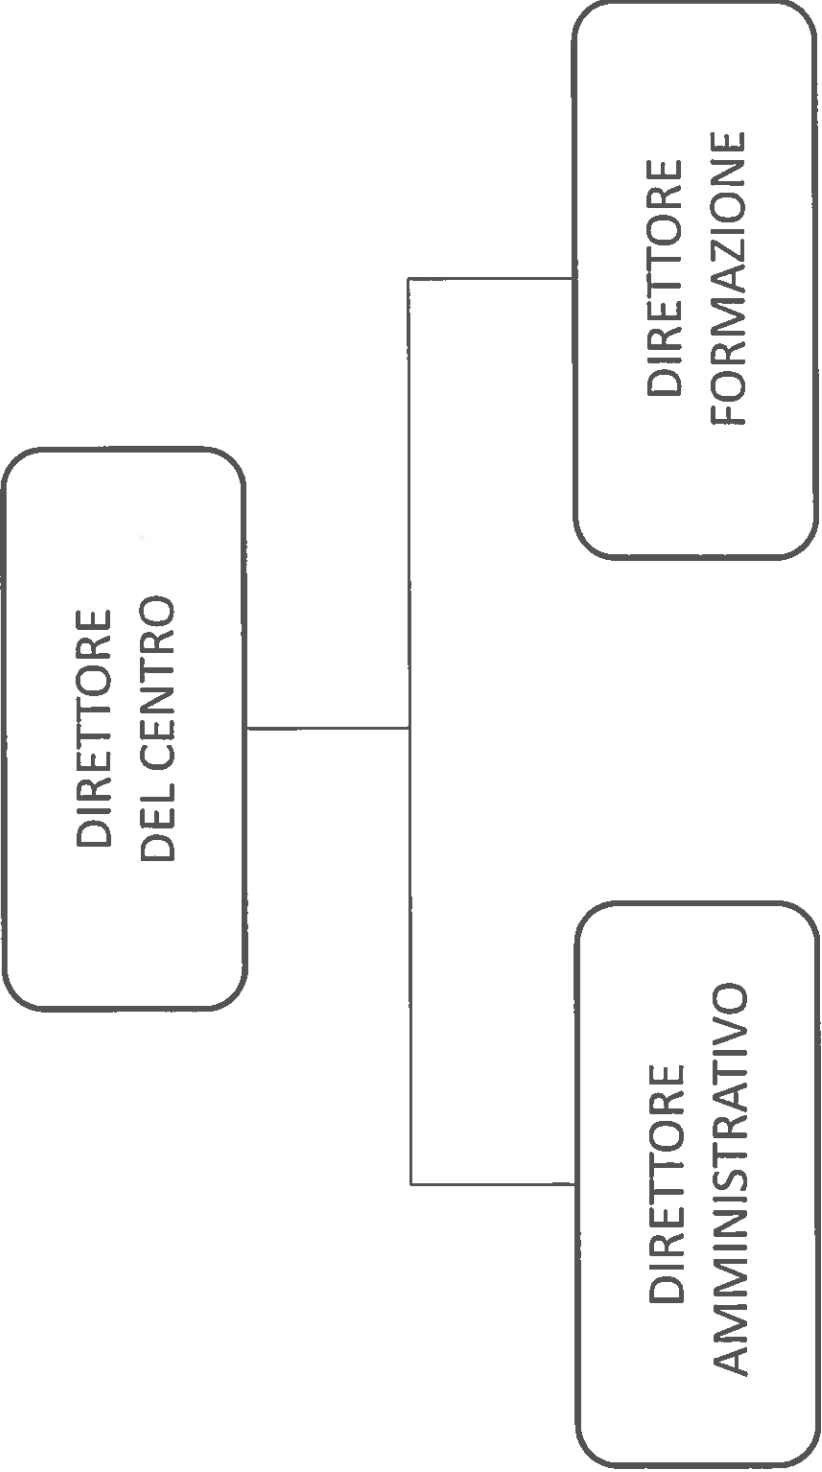 DIRETTORE
DEL CENTRO
DIRETTORE
AMMINISTRATIVO
DIRETTORE
FORMAZIONE